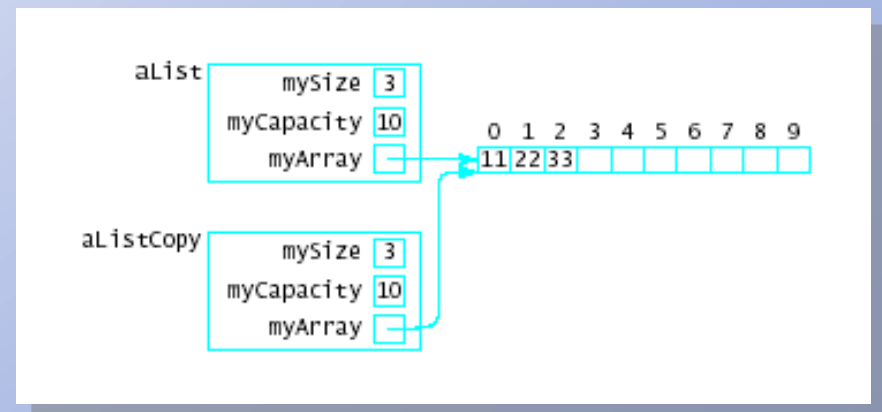 aList
mySize 3
myCapacity 10
myArray
0 1 2 3 4 5 6 7 8 9
11 22 33
aListCopy
mySize 3
myCapacity 10
myArray